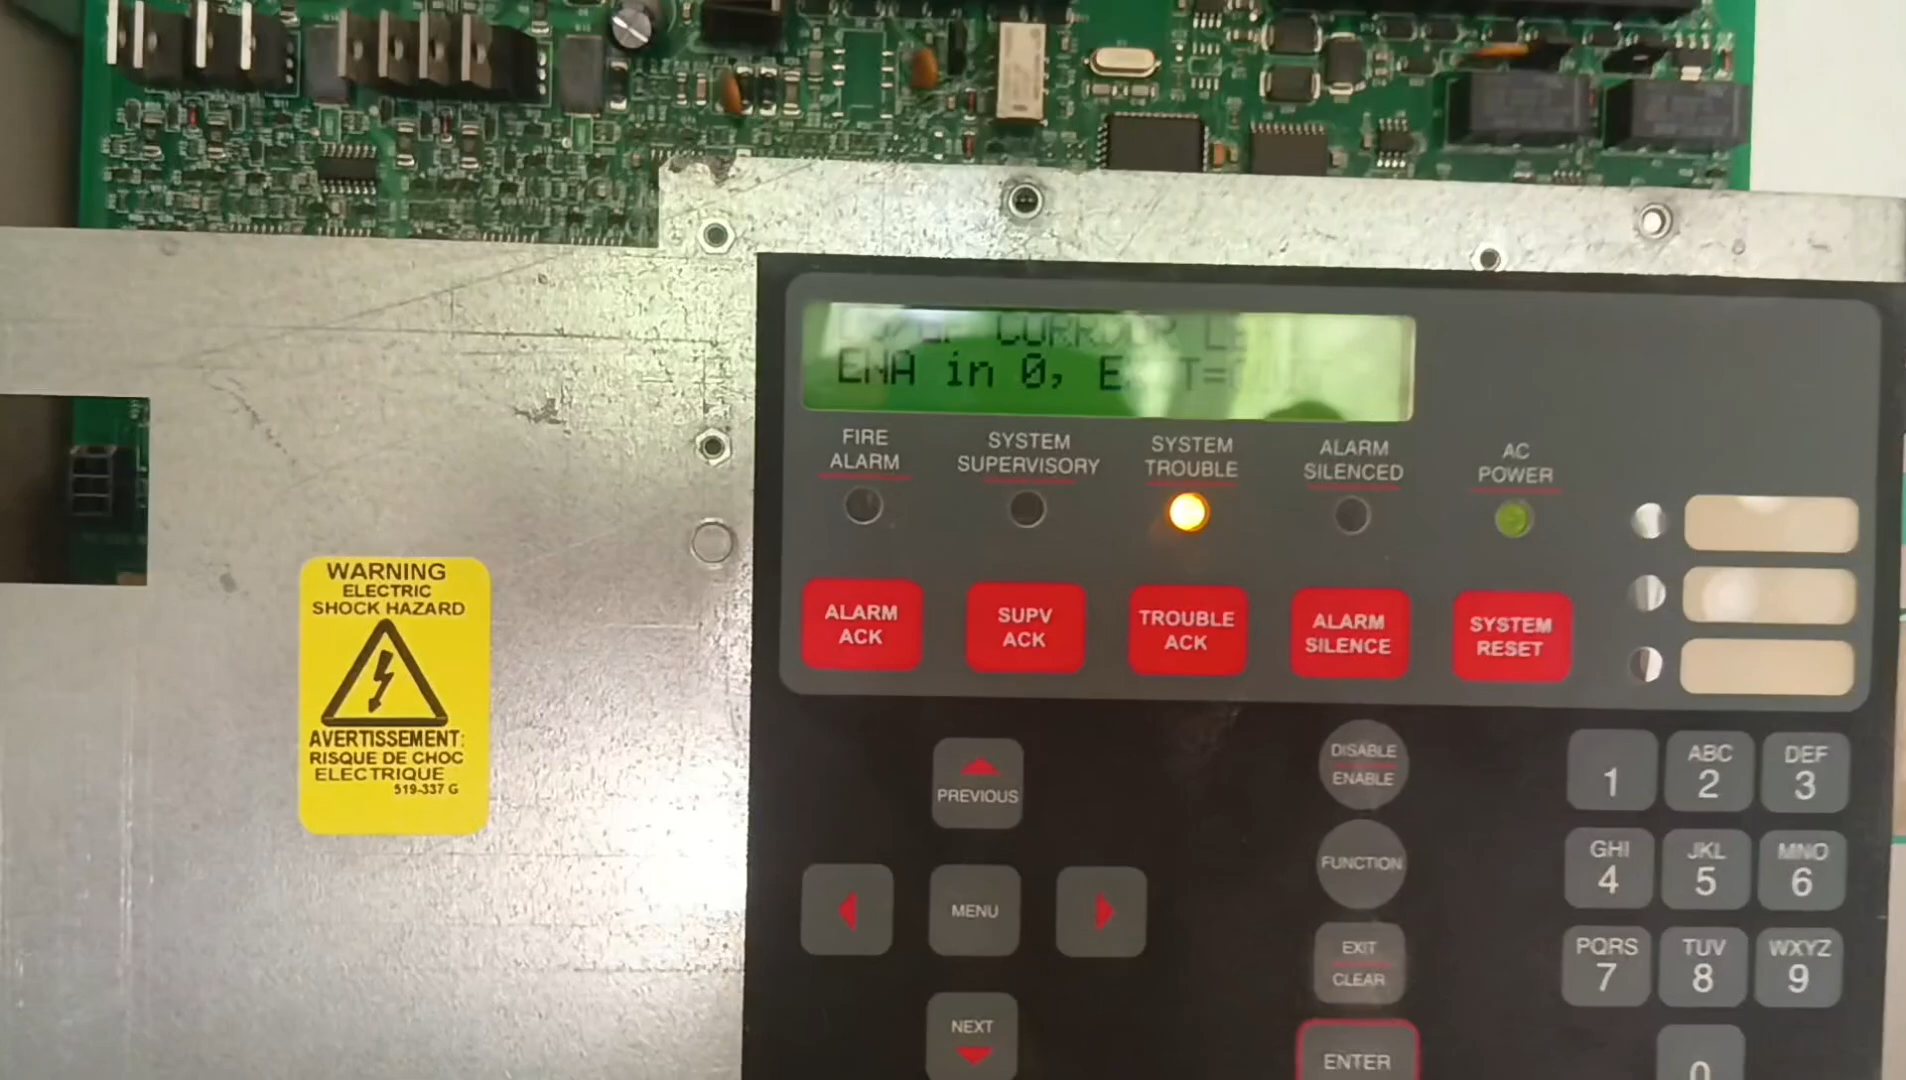 ENA in 0,
FIRE
ALARM
SYSTEM
SUPERVISORY
SYSTEM
TROUBLE
ALARM
SILENCED
AC
POWER
ALARM
ACK
SUPV
ACK
TROUBLE
ACK
ALARM
SILENCE
SYSTEM
RESET
WARNING
ELECTRIC
SHOCK HAZARD
AVERTISSEMENT:
RISQUE DE CHOC
ELECTRIQUE
519-337 G
PREVIOUS
MENU
NEXT
DISABLE
ENABLE
FUNCTION
EXIT
CLEAR
ENTER
1
ABC
2
DEF
3
GHI
4
JKL
5
MNO
6
PQRS
7
TUV
8
WXYZ
9
0